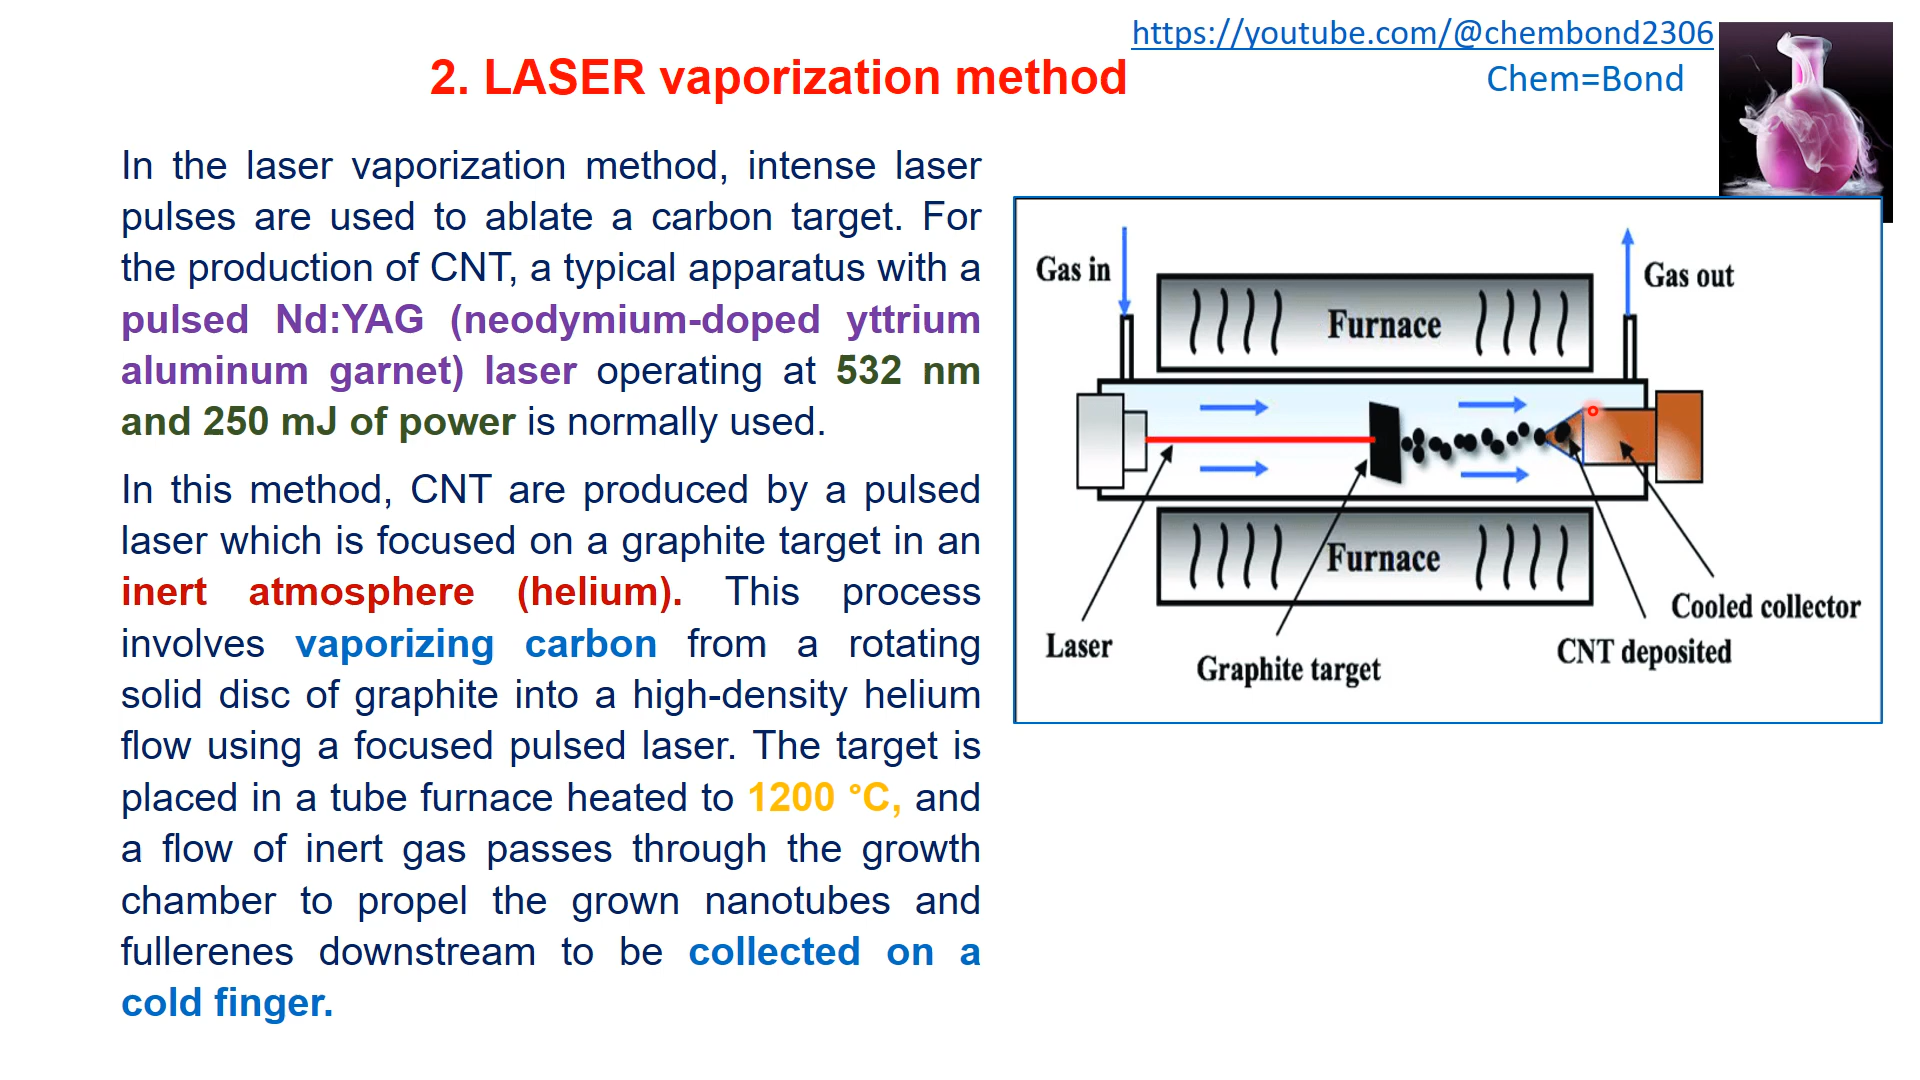 https://youtube.com/@chembond2306
Chem=Bond
2. LASER vaporization method
In the laser vaporization method, intense laser
pulses are used to ablate a carbon target. For
the production of CNT, a typical apparatus with a
pulsed Nd:YAG (neodymium-doped yttrium
aluminum garnet) laser operating at 532 nm
and 250 mJ of power is normally used.
In this method, CNT are produced by a pulsed
laser which is focused on a graphite target in an
inert atmosphere (helium). This process
involves vaporizing carbon from a rotating
solid disc of graphite into a high-density helium
flow using a focused pulsed laser. The target is
placed in a tube furnace heated to 1200 °C, and
a flow of inert gas passes through the growth
chamber to propel the grown nanotubes and
fullerenes downstream to be collected on a
cold finger.
Gas in
Gas out
Furnace
Furnace
Cooled collector
Laser
CNT deposited
Graphite target